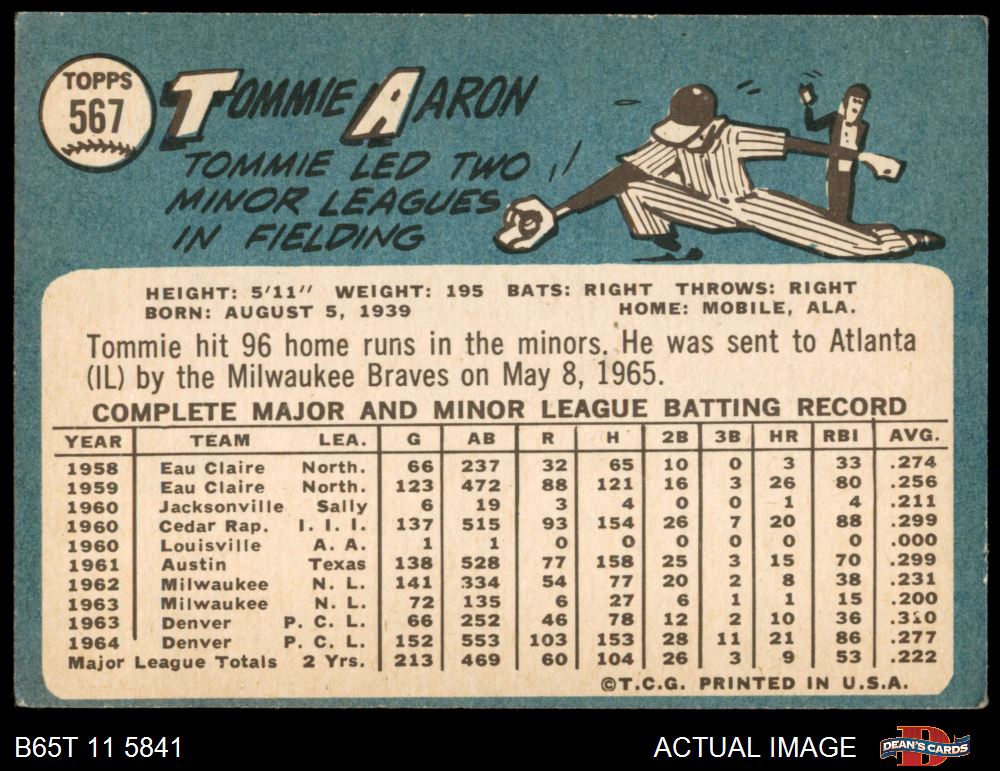 TOPPS
567
TOMMIE AARON
TOMMIE LED TWO
MINOR LEAGUES
IN FIELDING
HEIGHT: 5'11" WEIGHT: 195 BATS: RIGHT THROWS: RIGHT
BORN: AUGUST 5, 1939 HOME: MOBILE, ALA.
Tommie hit 96 home runs in the minors. He was sent to Atlanta
(IL) by the Milwaukee Braves on May 8, 1965.
COMPLETE MAJOR AND MINOR LEAGUE BATTING RECORD
YEAR TEAM LEA. G AB R H 2B 3B HR RBI AVG.
1958 Eau Claire North. 66 237 32 65 10 0 3 33 .274
1959 Eau Claire North. 123 472 88 121 16 3 26 80 .256
1960 Jacksonville Sally 6 19 3 4 0 0 1 4 .211
1960 Cedar Rap. I. I. I. 137 515 93 154 26 7 20 88 .299
1960 Louisville A. A. 1 1 0 0 0 0 0 0 .000
1961 Austin Texas 138 528 77 158 25 3 15 70 .299
1962 Milwaukee N. L. 141 334 54 77 20 2 8 38 .231
1963 Milwaukee N. L. 72 135 6 27 6 1 1 15 .200
1963 Denver P. C. L. 66 252 46 78 12 2 10 36 .310
1964 Denver P. C. L. 152 553 103 153 28 11 21 86 .277
Major League Totals 2 Yrs. 213 469 60 104 26 3 9 53 .222
©T.C.G. PRINTED IN U.S.A.
B65T 11 5841 ACTUAL IMAGE DEAN'S CARDS